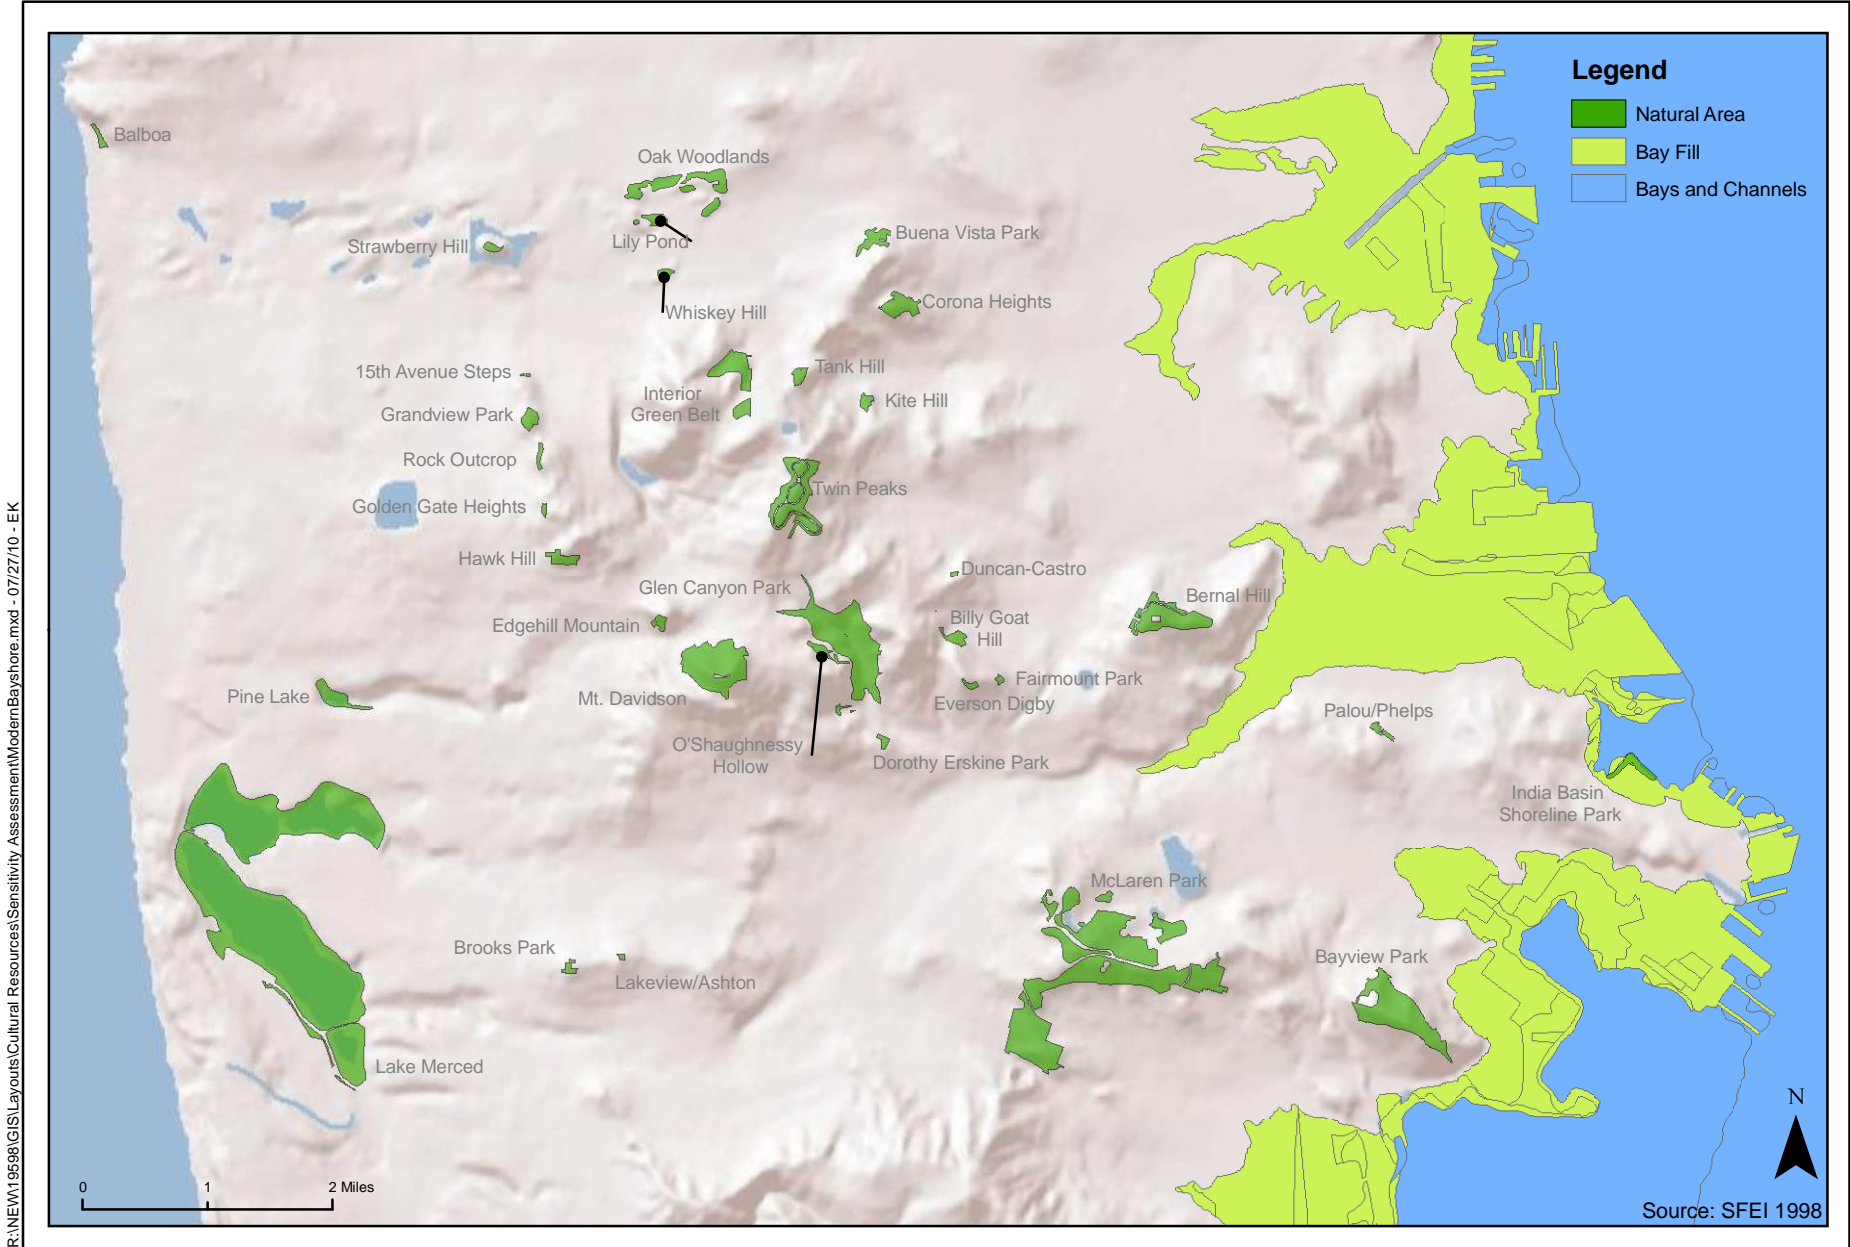 R:\NEW\19598\GIS\Layouts\Cultural Resources\Sensitivity Assessment\ModernBayshore.mxd - 07/27/10 - EK
Legend
Natural Area
Bay Fill
Bays and Channels
Balboa
Oak Woodlands
Lily Pond
Strawberry Hill
Buena Vista Park
Corona Heights
Whiskey Hill
15th Avenue Steps
Tank Hill
Interior
Green Belt
Kite Hill
Grandview Park
Rock Outcrop
Twin Peaks
Golden Gate Heights
Hawk Hill
Duncan-Castro
Glen Canyon Park
Bernal Hill
Billy Goat
Hill
Edgehill Mountain
Fairmount Park
Pine Lake
Mt. Davidson
Everson Digby
Palou/Phelps
O'Shaughnessy
Hollow
Dorothy Erskine Park
India Basin
Shoreline Park
McLaren Park
Brooks Park
Lakeview/Ashton
Bayview Park
Lake Merced
N
0 1 2 Miles
Source: SFEI 1998